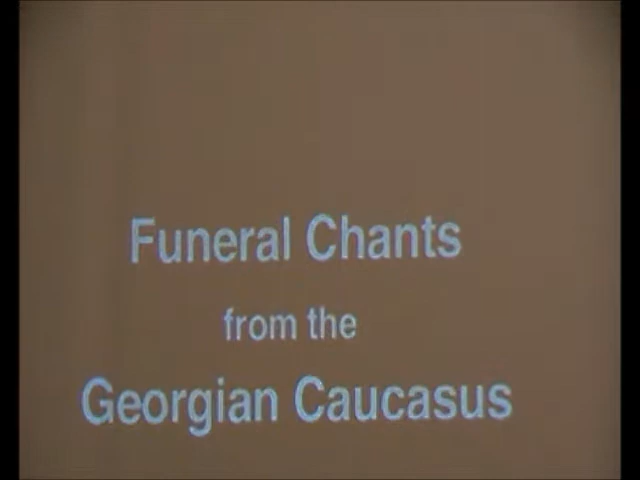 Funeral Chants
from the
Georgian Caucasus